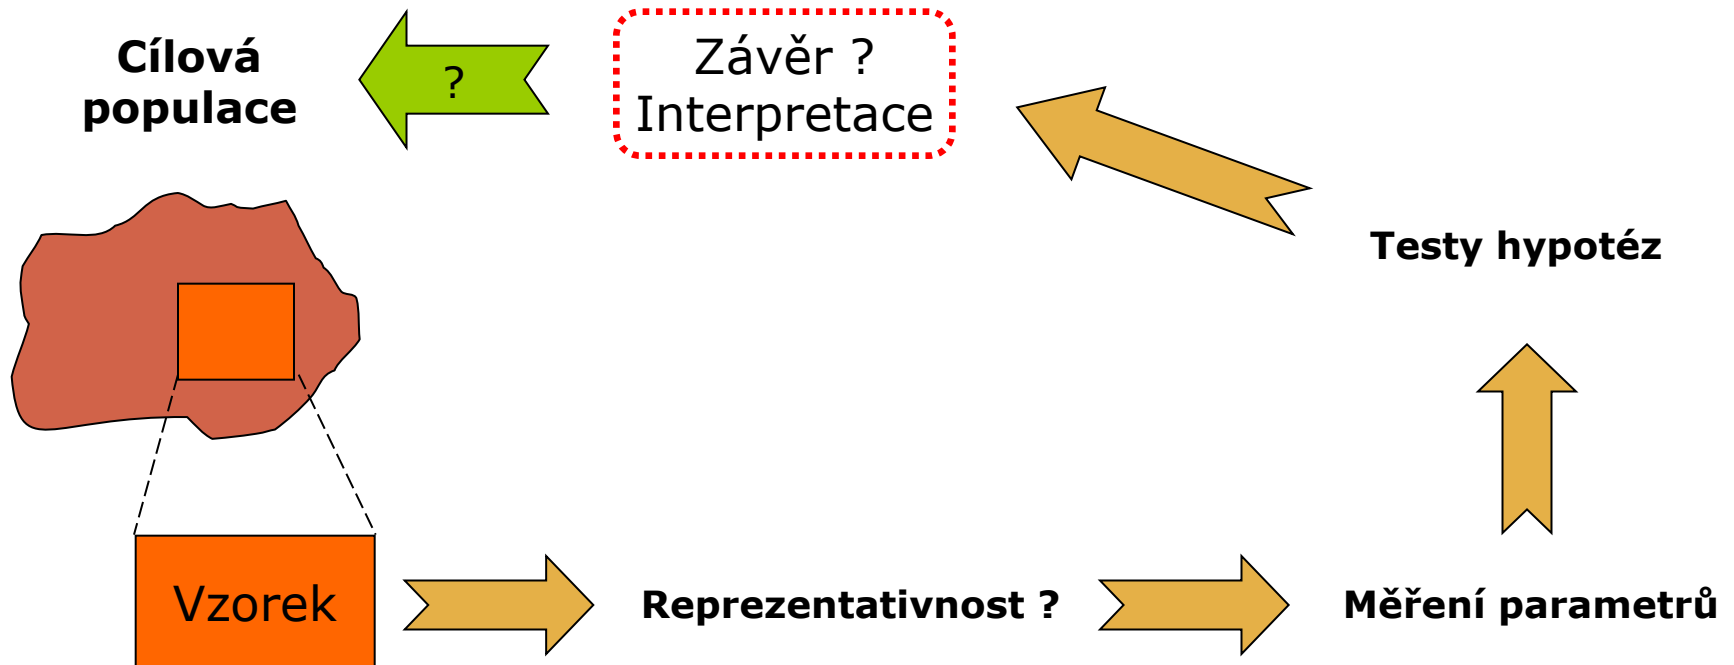 Cílová
populace
?
Závěr ?
Interpretace
Testy hypotéz
Vzorek
Reprezentativnost ?
Měření parametrů